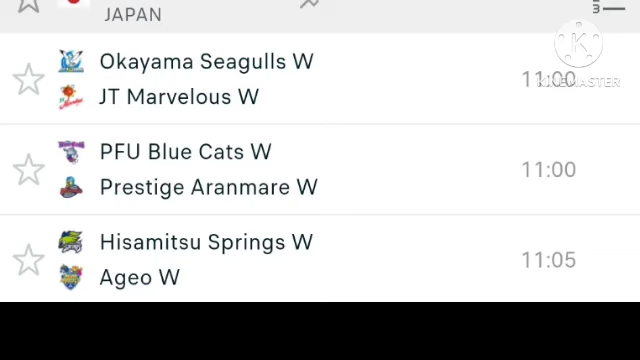 JAPAN
Okayama Seagulls W
JT Marvelous W
11:00
KINEMASTER
PFU Blue Cats W
Prestige Aranmare W
11:00
Hisamitsu Springs W
Ageo W
11:05